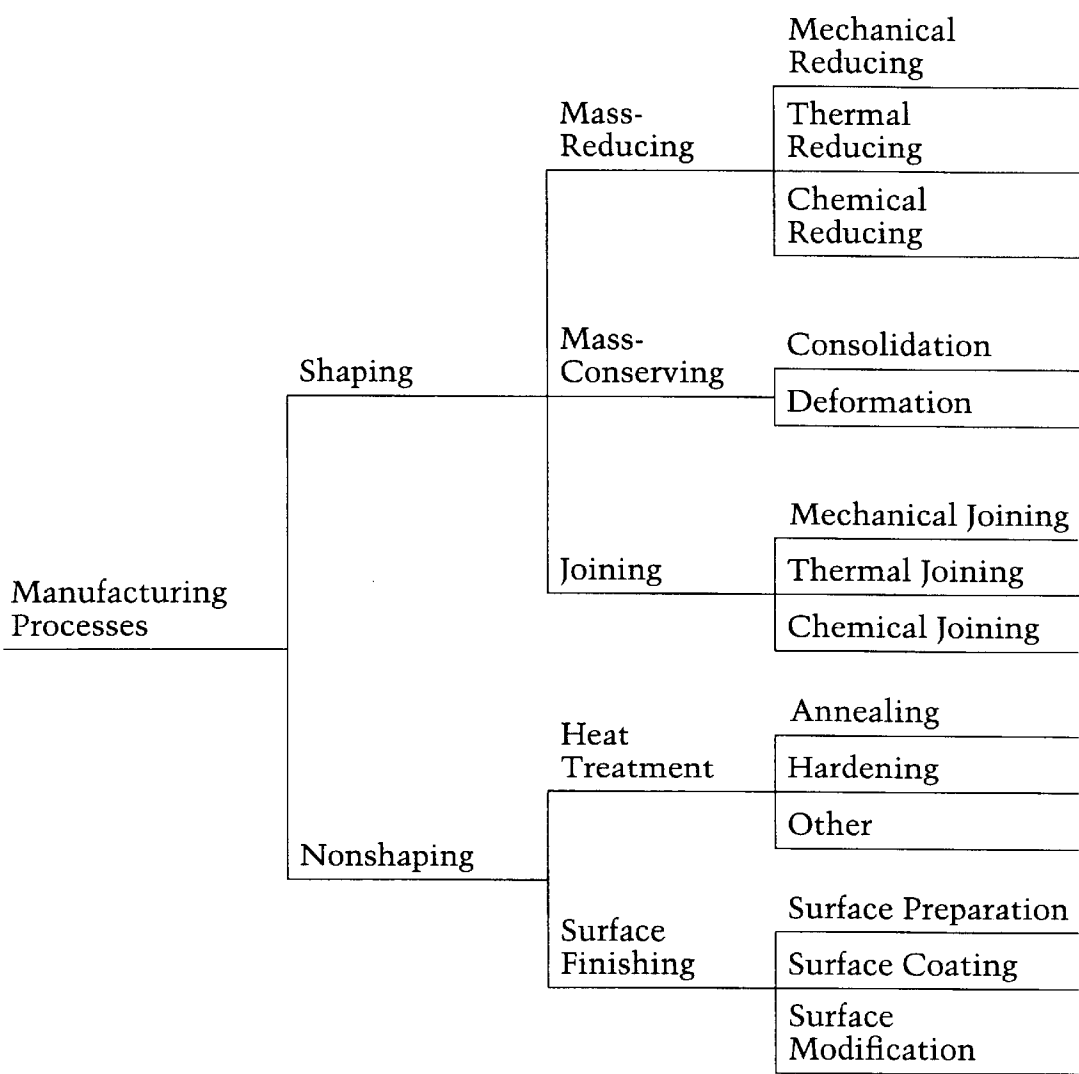 Mechanical
Reducing
Mass-
Reducing
Thermal
Reducing
Chemical
Reducing
Mass-
Conserving
Consolidation
Shaping
Deformation
Mechanical Joining
Joining
Thermal Joining
Manufacturing
Processes
Chemical Joining
Annealing
Heat
Treatment
Hardening
Other
Nonshaping
Surface Preparation
Surface
Finishing
Surface Coating
Surface
Modification